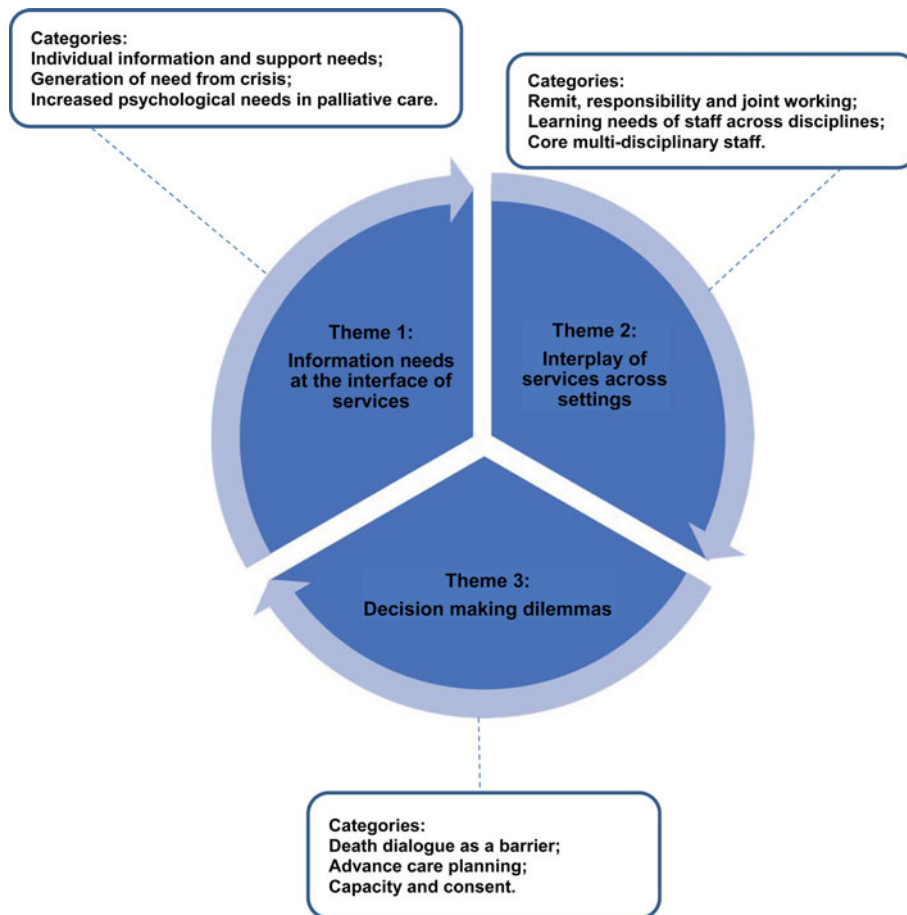 Categories:
Individual information and support needs;
Generation of need from crisis;
Increased psychological needs in palliative care.
Categories:
Remit, responsibility and joint working;
Learning needs of staff across disciplines;
Core multi-disciplinary staff.
Theme 1:
Information needs
at the interface of
services
Theme 2:
Interplay of
services across
settings
Theme 3:
Decision making dilemmas
Categories:
Death dialogue as a barrier;
Advance care planning;
Capacity and consent.